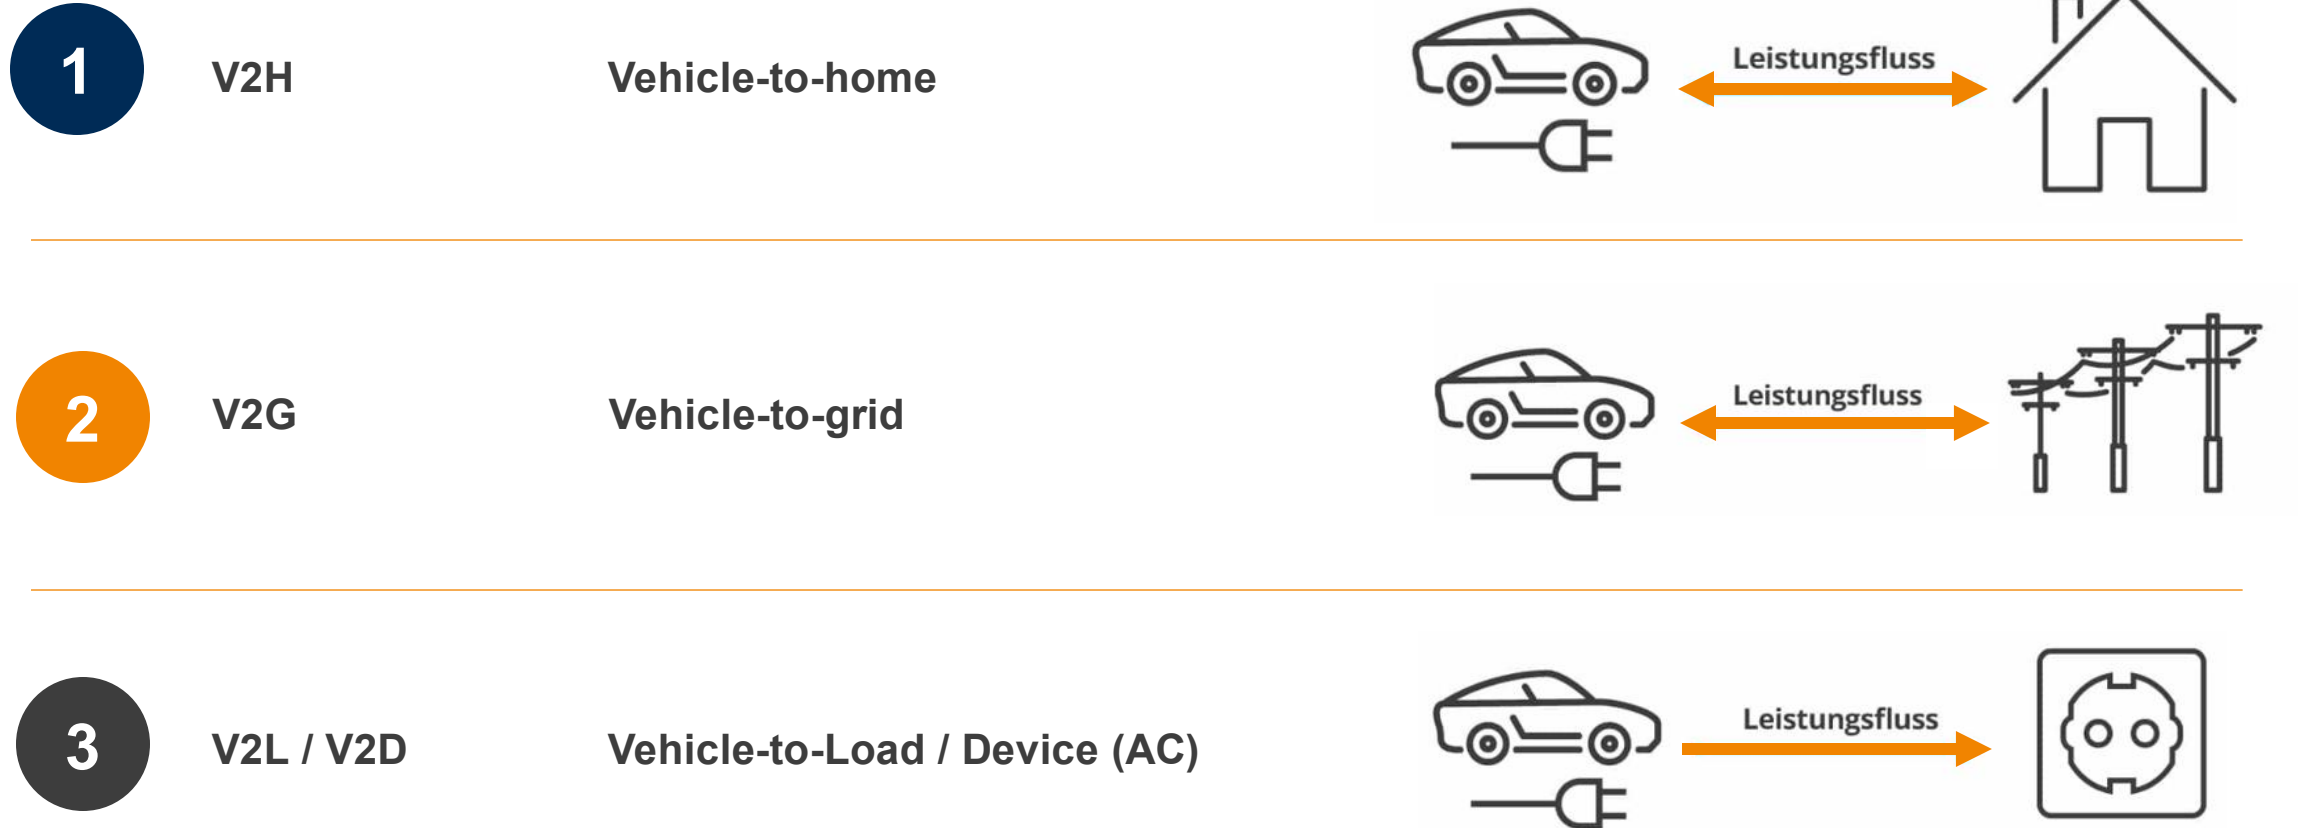 1
V2H
Vehicle-to-home
Leistungsfluss
2
V2G
Vehicle-to-grid
Leistungsfluss
3
V2L / V2D
Vehicle-to-Load / Device (AC)
Leistungsfluss